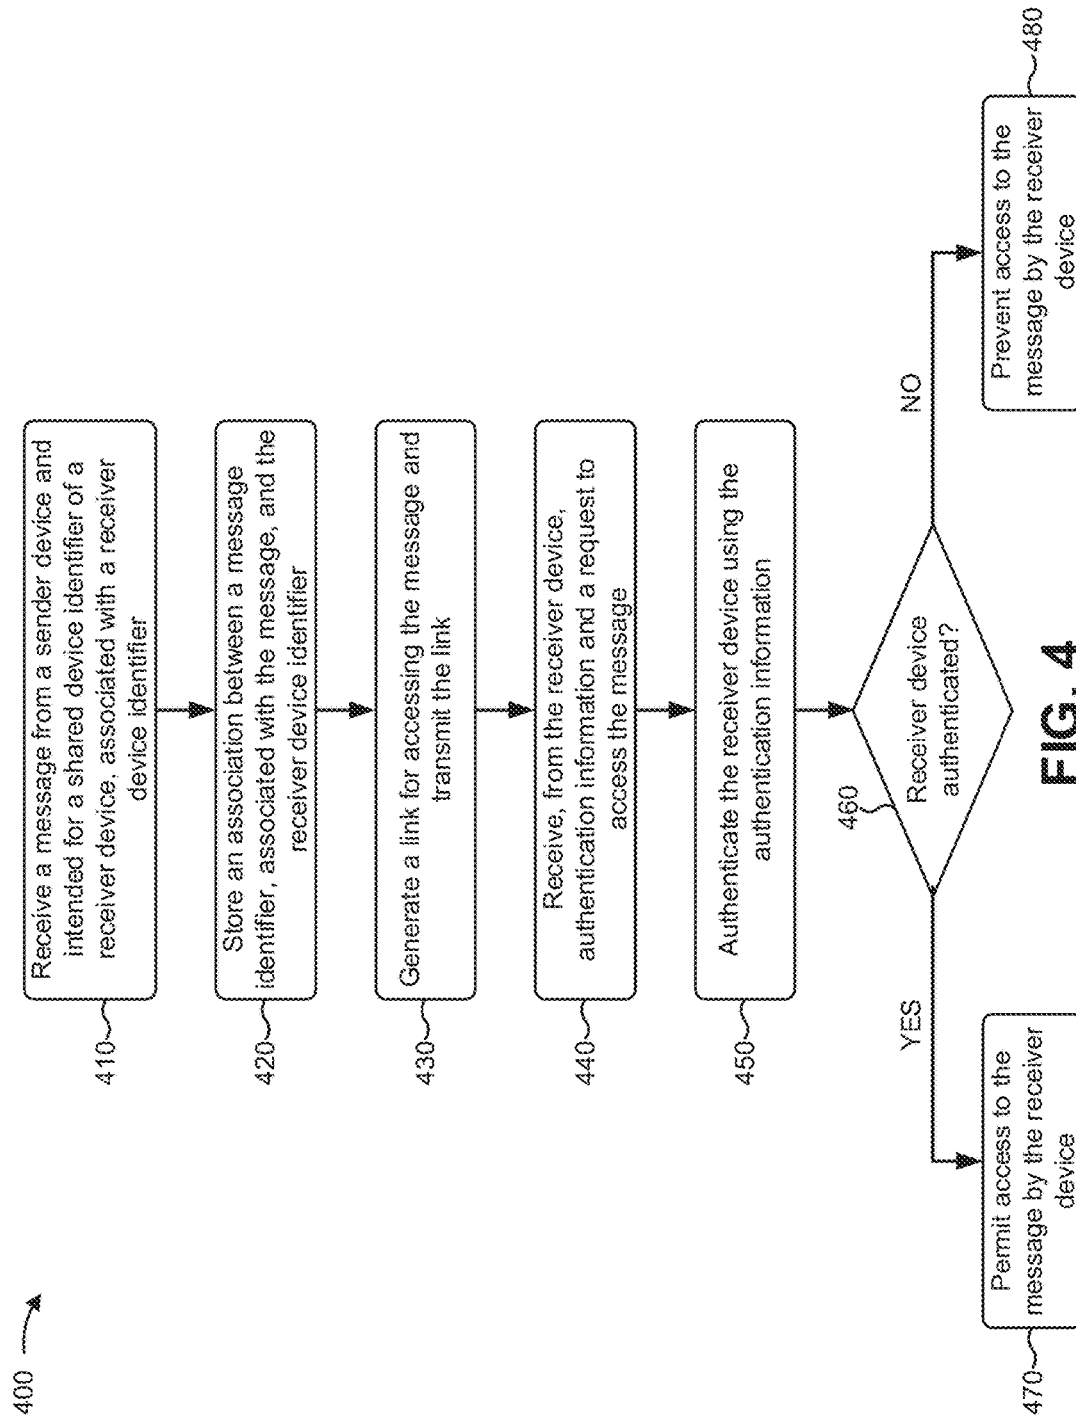 400
410
Receive a message from a sender device and
intended for a shared device identifier of a
receiver device, associated with a receiver
device identifier
420
Store an association between a message
identifier, associated with the message, and the
receiver device identifier
430
Generate a link for accessing the message and
transmit the link
440
Receive, from the receiver device,
authentication information and a request to
access the message
450
Authenticate the receiver device using the
authentication information
460
Receiver device
authenticated?
YES
NO
470
Permit access to the
message by the receiver
device
480
Prevent access to the
message by the receiver
device
FIG. 4